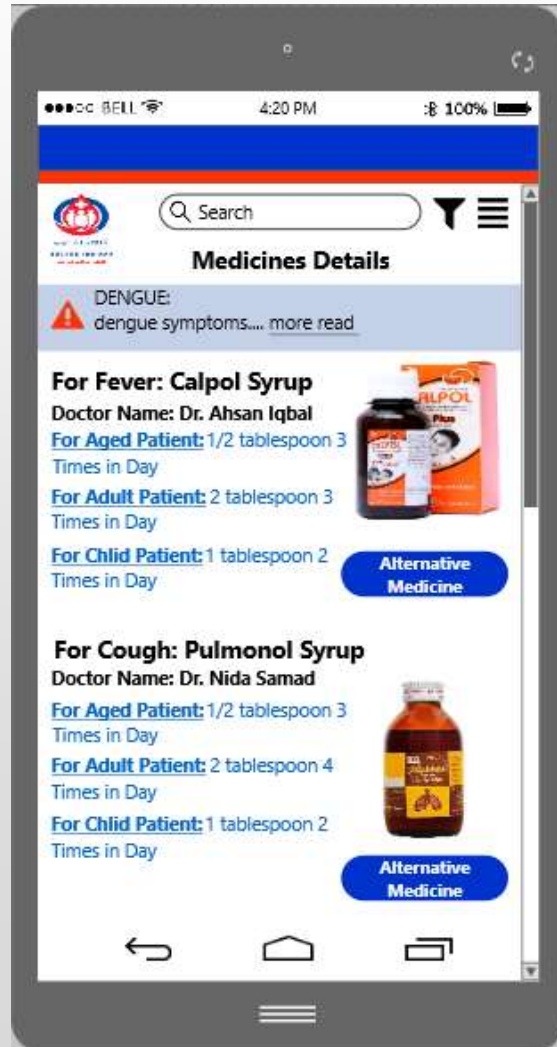 BELL
4:20 PM
100%
Search
Medicines Details
DENGUE:
dengue symptoms.... more read
For Fever: Calpol Syrup
Doctor Name: Dr. Ahsan Iqbal
For Aged Patient: 1/2 tablespoon 3
Times in Day
For Adult Patient: 2 tablespoon 3
Times in Day
For Chlid Patient: 1 tablespoon 2
Times in Day
CALPOL
Plus
Alternative
Medicine
For Cough: Pulmonol Syrup
Doctor Name: Dr. Nida Samad
For Aged Patient: 1/2 tablespoon 3
Times in Day
For Adult Patient: 2 tablespoon 4
Times in Day
For Chlid Patient: 1 tablespoon 2
Times in Day
Alternative
Medicine